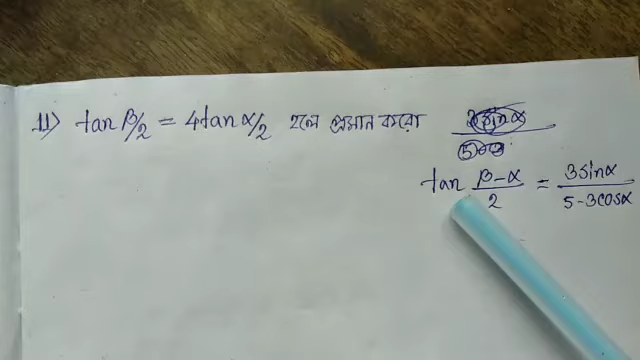 11) tan β/2 = 4tan α/2 হলে প্রমান করো
tan (β-α)/2 = 3sinα/(5-3cosα)